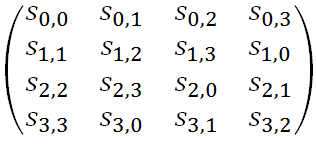 S0,0 S0,1 S0,2 S0,3
S1,1 S1,2 S1,3 S1,0
S2,2 S2,3 S2,0 S2,1
S3,3 S3,0 S3,1 S3,2